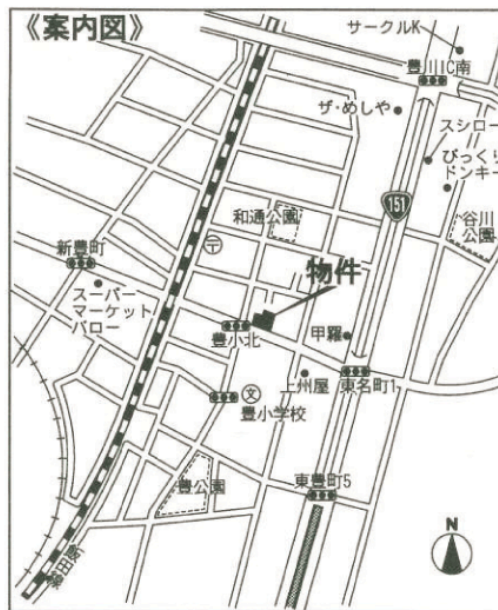 《案内図》
サークルK
豊川IC南
ザ・めしや
スシロー
びっくり
ドンキー
151
谷川
公園
和通公園
〒
新豊町
物件
スーパー
マーケット
バロー
豊小北
甲羅
上州屋
東名町1
文
豊小学校
豊公園
東豊町5
飯田線
N